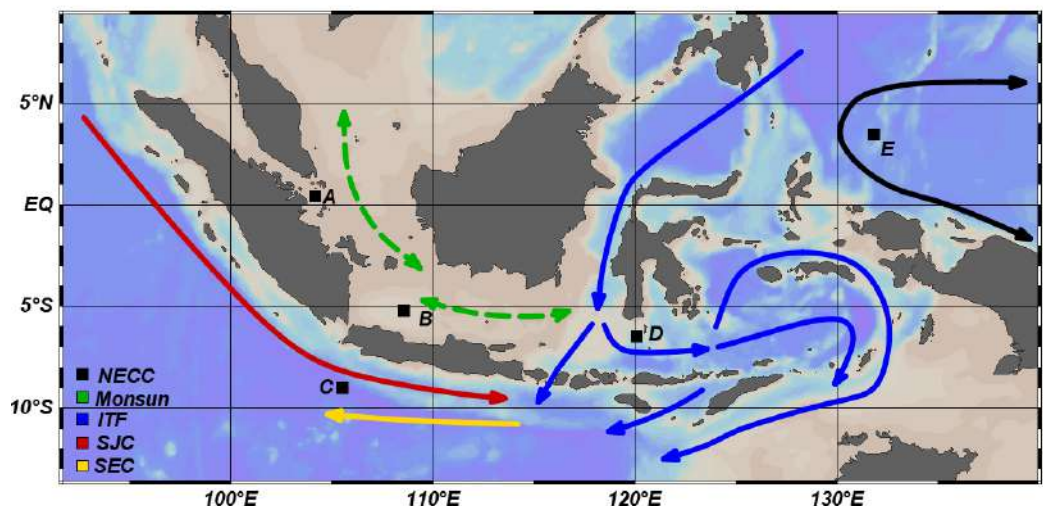 5°N
EQ
5°S
10°S
A
B
C
D
E
NECC
Monsun
ITF
SJC
SEC
100°E 110°E 120°E 130°E